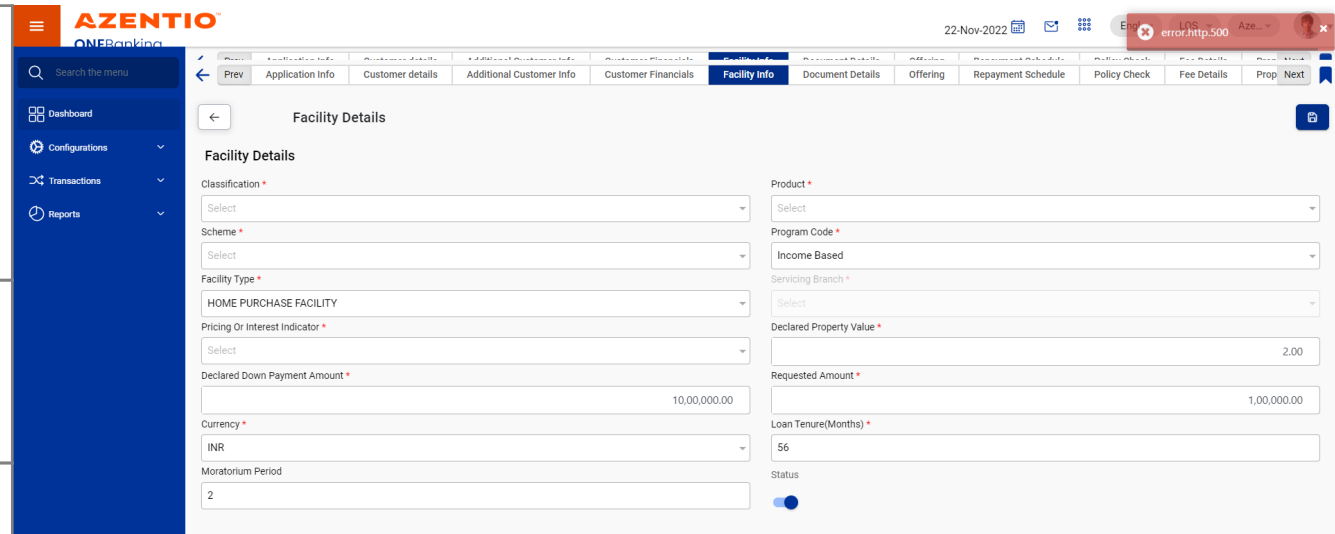 AZENTIO
ONEBanking
22-Nov-2022
LOS
Aze...
error.http.500
Search the menu
Dashboard
Configurations
Transactions
Reports
Prev Application Info Customer details Additional Customer Info Customer Financials Facility Info Document Details Offering Repayment Schedule Policy Check Fee Details Prop Next
Facility Details
Facility Details
Classification *
Product *
Select
Select
Scheme *
Program Code *
Select
Income Based
Facility Type *
Servicing Branch *
HOME PURCHASE FACILITY
Select
Pricing Or Interest Indicator *
Declared Property Value *
Select
2.00
Declared Down Payment Amount *
Requested Amount *
10,00,000.00
1,00,000.00
Currency *
Loan Tenure(Months) *
INR
56
Moratorium Period
Status
2